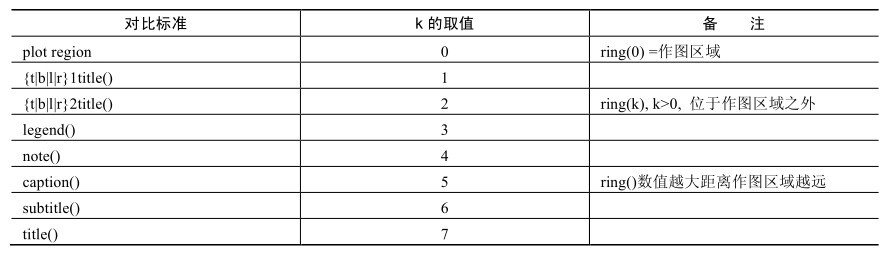 对比标准 k 的取值 备 注
plot region 0 ring(0) =作图区域
{t|b|l|r}1title() 1
{t|b|l|r}2title() 2 ring(k), k>0, 位于作图区域之外
legend() 3
note() 4
caption() 5 ring()数值越大距离作图区域越远
subtitle() 6
title() 7